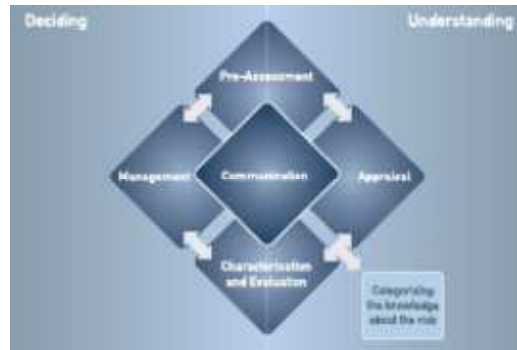 Deciding
Understanding
Pre-Assessment
Management
Communication
Appraisal
Characterisation
and Evaluation
Categorising
the knowledge
about the risk